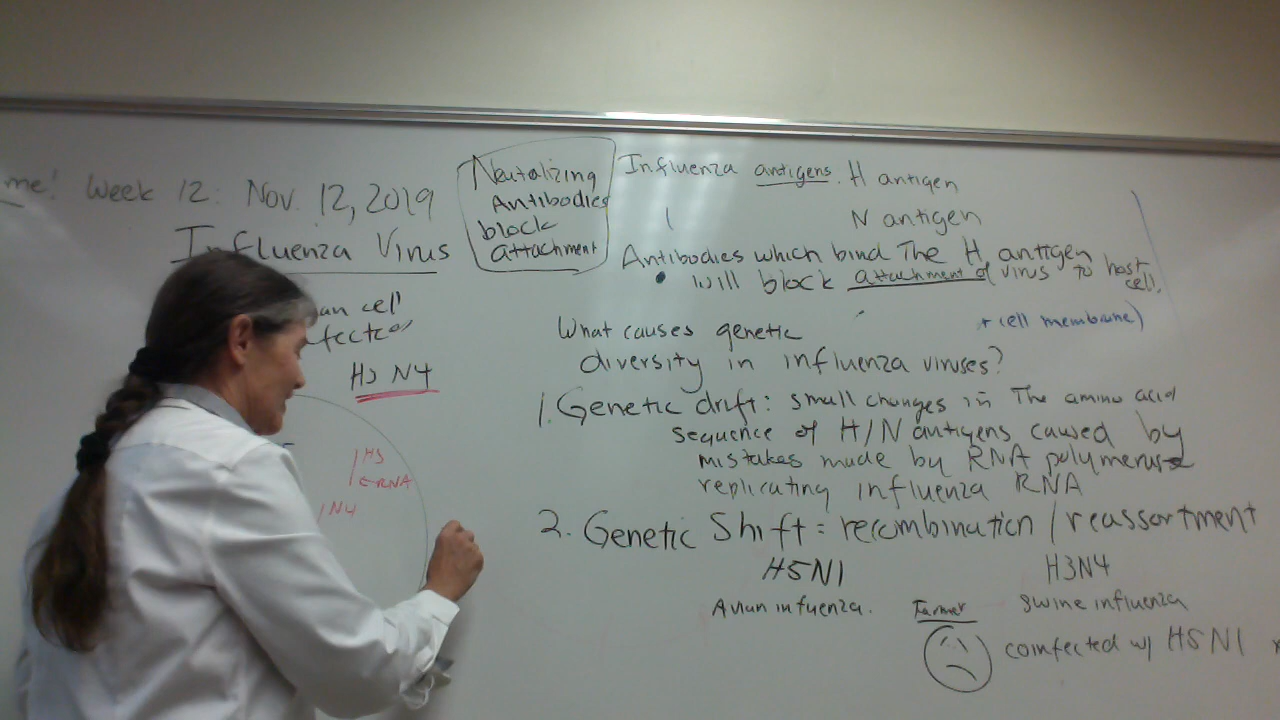 me! Week 12: Nov. 12, 2019
Influenza Virus
an cell
H3 N4
H3
←RNA
N4
Neutalizing
Antibodies
block
attachment
Influenza antigens. H antigen
N antigen
Antibodies which bind The H antigen
• will block attachment of virus to host
cell.
+ cell membrane)
What causes genetic
diversity in influenza viruses?
1. Genetic drift: small changes in The amino acid
sequence of H/N antigens caused by
mistakes made by RNA polymerase
replicating influenza RNA
2. Genetic Shift = recombination / reassortment
H5N1
H3N4
Avian infuenza.
Farmer
swine influenza
coinfected w/ H5N1